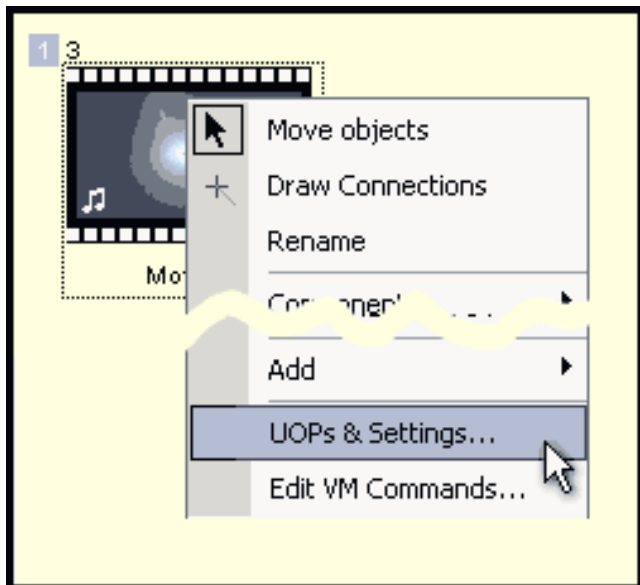 1 3
Move objects
Draw Connections
Rename
Add
UOPs & Settings...
Edit VM Commands...